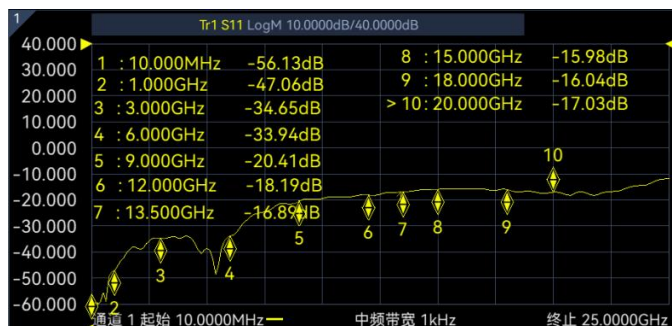 1
Tr1 S11 LogM 10.0000dB/40.0000dB
40.000
30.000
20.000
10.000
0.000
-10.000
-20.000
-30.000
-40.000
-50.000
-60.000
1 : 10.000MHz -56.13dB
2 : 1.000GHz -47.06dB
3 : 3.000GHz -34.65dB
4 : 6.000GHz -33.94dB
5 : 9.000GHz -20.41dB
6 : 12.000GHz -18.19dB
7 : 13.500GHz -16.89dB
8 : 15.000GHz -15.98dB
9 : 18.000GHz -16.04dB
> 10 : 20.000GHz -17.03dB
10
2
3
4
5
6
7
8
9
通道 1 起始 10.0000MHz 中频带宽 1kHz 终止 25.0000GHz